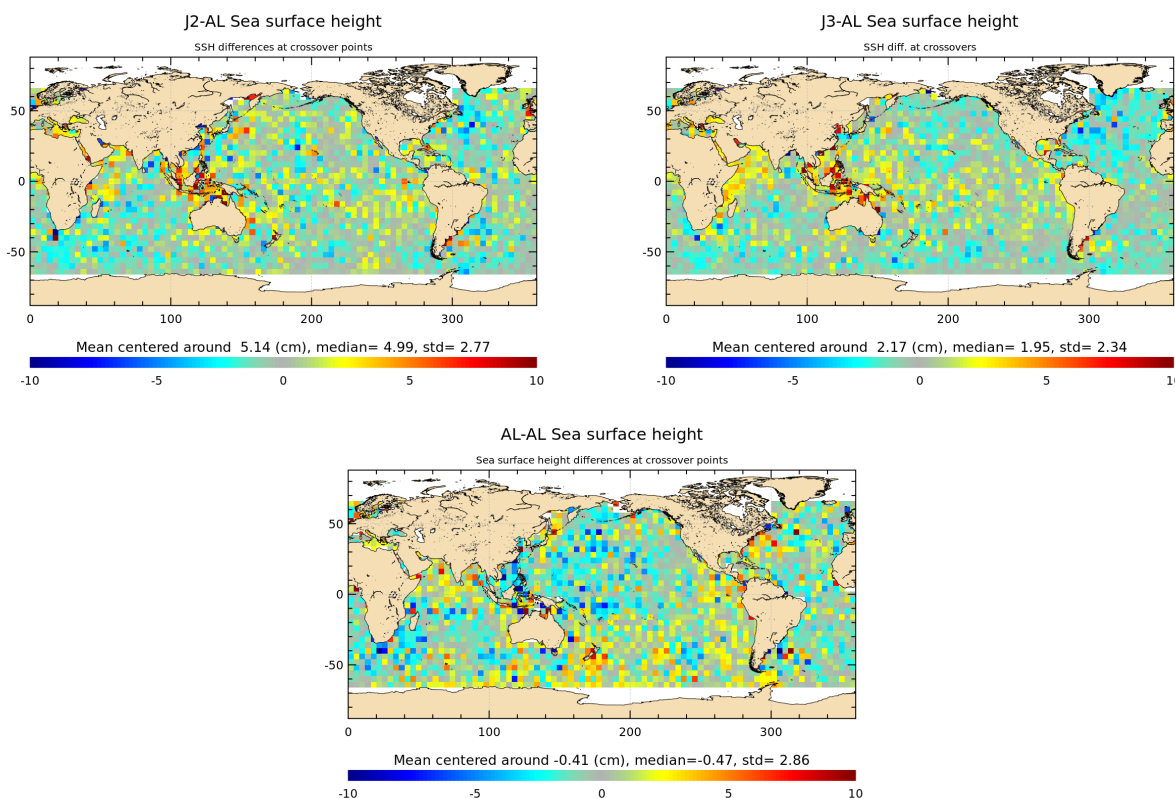 J2-AL Sea surface height
SSH differences at crossover points
50
0
-50
0 100 200 300
Mean centered around 5.14 (cm), median= 4.99, std= 2.77
-10 -5 0 5 10
J3-AL Sea surface height
SSH diff. at crossovers
50
0
-50
0 100 200 300
Mean centered around 2.17 (cm), median= 1.95, std= 2.34
-10 -5 0 5
AL-AL Sea surface height
Sea surface height differences at crossover points
50
0
-50
0 100 200 300
Mean centered around -0.41 (cm), median=-0.47, std= 2.86
-10 -5 0 5 10